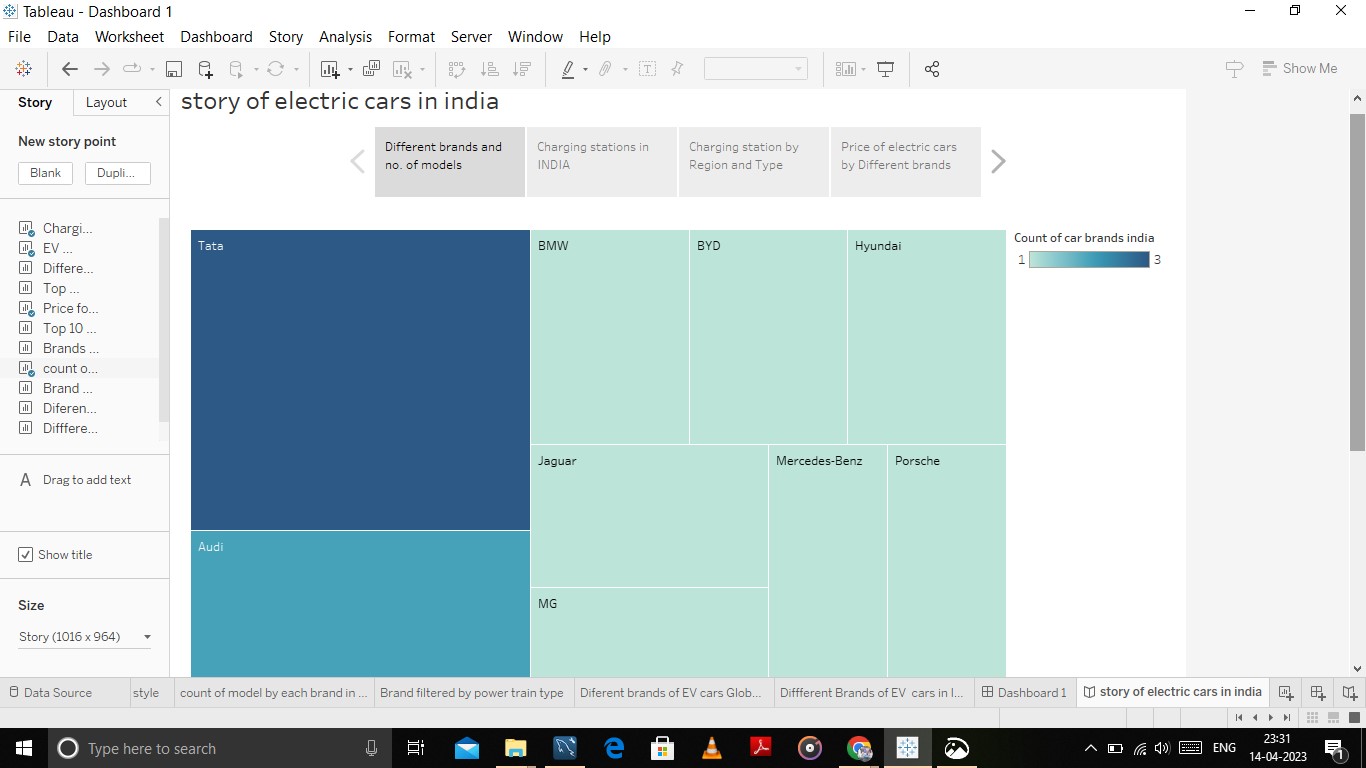 Tableau - Dashboard 1
File Data Worksheet Dashboard Story Analysis Format Server Window Help
Show Me
Story Layout
New story point
Blank Dupli...
Chargi...
EV ...
Differe...
Top ...
Price fo...
Top 10 ...
Brands ...
count o...
Brand ...
Diferen...
Difffere...
A Drag to add text
Show title
Size
Story (1016 x 964)
story of electric cars in india
Different brands and
no. of models
Charging stations in
INDIA
Charging station by
Region and Type
Price of electric cars
by Different brands
Tata
BMW
BYD
Hyundai
Jaguar
Mercedes-Benz
Porsche
Audi
MG
Count of car brands india
1 3
Data Source style count of model by each brand in ... Brand filtered by power train type Diferent brands of EV cars Glob... Diffferent Brands of EV cars in I... Dashboard 1 story of electric cars in india
Type here to search
ENG
23:31
14-04-2023
1